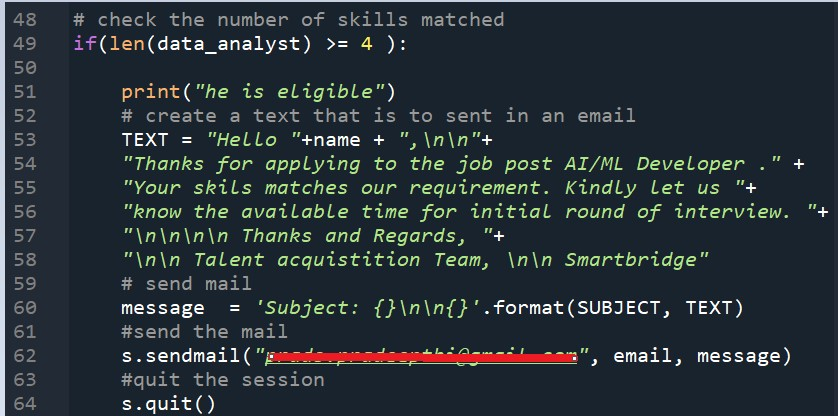 48 # check the number of skills matched
49 if(len(data_analyst) >= 4 ):
50
51 print("he is eligible")
52 # create a text that is to sent in an email
53 TEXT = "Hello "+name + ",\n\n"+
54 "Thanks for applying to the job post AI/ML Developer ." +
55 "Your skils matches our requirement. Kindly let us "+
56 "know the available time for initial round of interview. "+
57 "\n\n\n\n Thanks and Regards, "+
58 "\n\n Talent acquistition Team, \n\n Smartbridge"
59 # send mail
60 message  = 'Subject: {}\n\n{}'.format(SUBJECT, TEXT)
61 #send the mail
62 s.sendmail("", email, message)
63 #quit the session
64 s.quit()